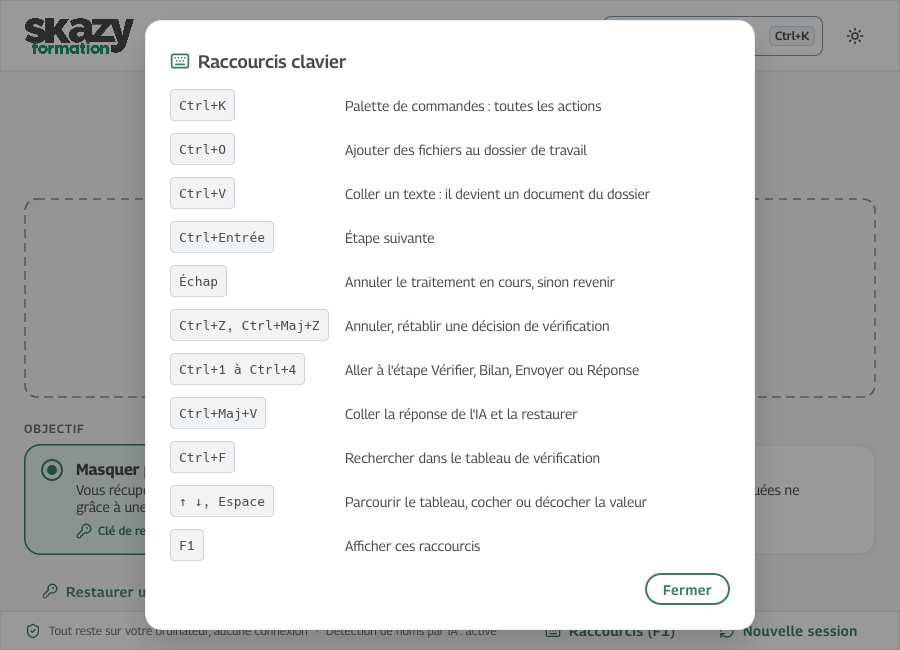 skazy
formation
Ctrl+K
Raccourcis clavier
Ctrl+K Palette de commandes : toutes les actions
Ctrl+O Ajouter des fichiers au dossier de travail
Ctrl+V Coller un texte : il devient un document du dossier
Ctrl+Entrée Étape suivante
Échap Annuler le traitement en cours, sinon revenir
Ctrl+Z, Ctrl+Maj+Z Annuler, rétablir une décision de vérification
Ctrl+1 à Ctrl+4 Aller à l'étape Vérifier, Bilan, Envoyer ou Réponse
Ctrl+Maj+V Coller la réponse de l'IA et la restaurer
Ctrl+F Rechercher dans le tableau de vérification
↑ ↓, Espace Parcourir le tableau, cocher ou décocher la valeur
F1 Afficher ces raccourcis
Fermer
OBJECTIF
Masquer
Vous récup
grâce à une
Clé de re
uées ne
Restaurer u
Tout reste sur votre ordinateur, aucune connexion · Détection de noms par IA : active
Raccourcis (F1)
Nouvelle session